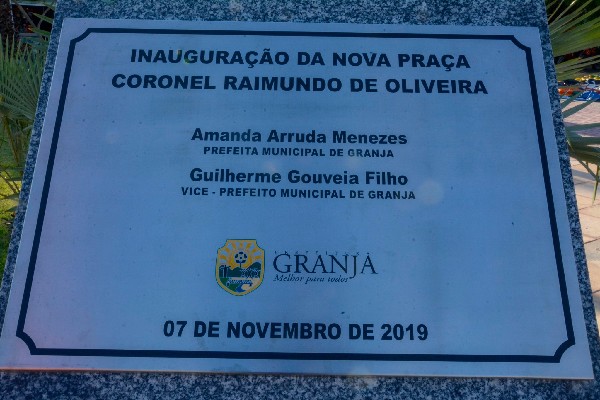 INAUGURAÇÃO DA NOVA PRAÇA
CORONEL RAIMUNDO DE OLIVEIRA
Amanda Arruda Menezes
PREFEITA MUNICIPAL DE GRANJA
Guilherme Gouveia Filho
VICE - PREFEITO MUNICIPAL DE GRANJA
GRANJA
Melhor para todos
07 DE NOVEMBRO DE 2019